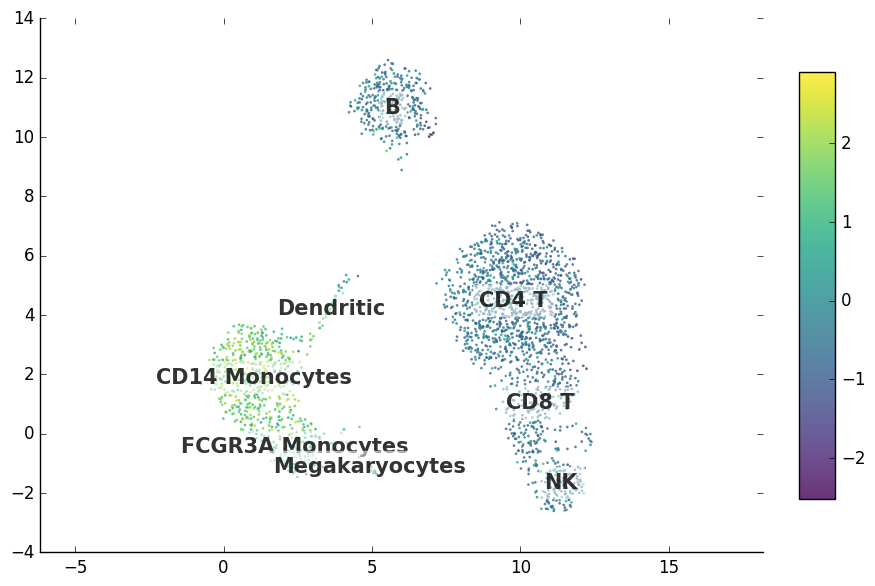 14
12
10
8
6
4
2
0
−2
−4
−5
0
5
10
15
B
CD4 T
Dendritic
CD14 Monocytes
CD8 T
FCGR3A Monocytes
Megakaryocytes
NK
2
1
0
−1
−2